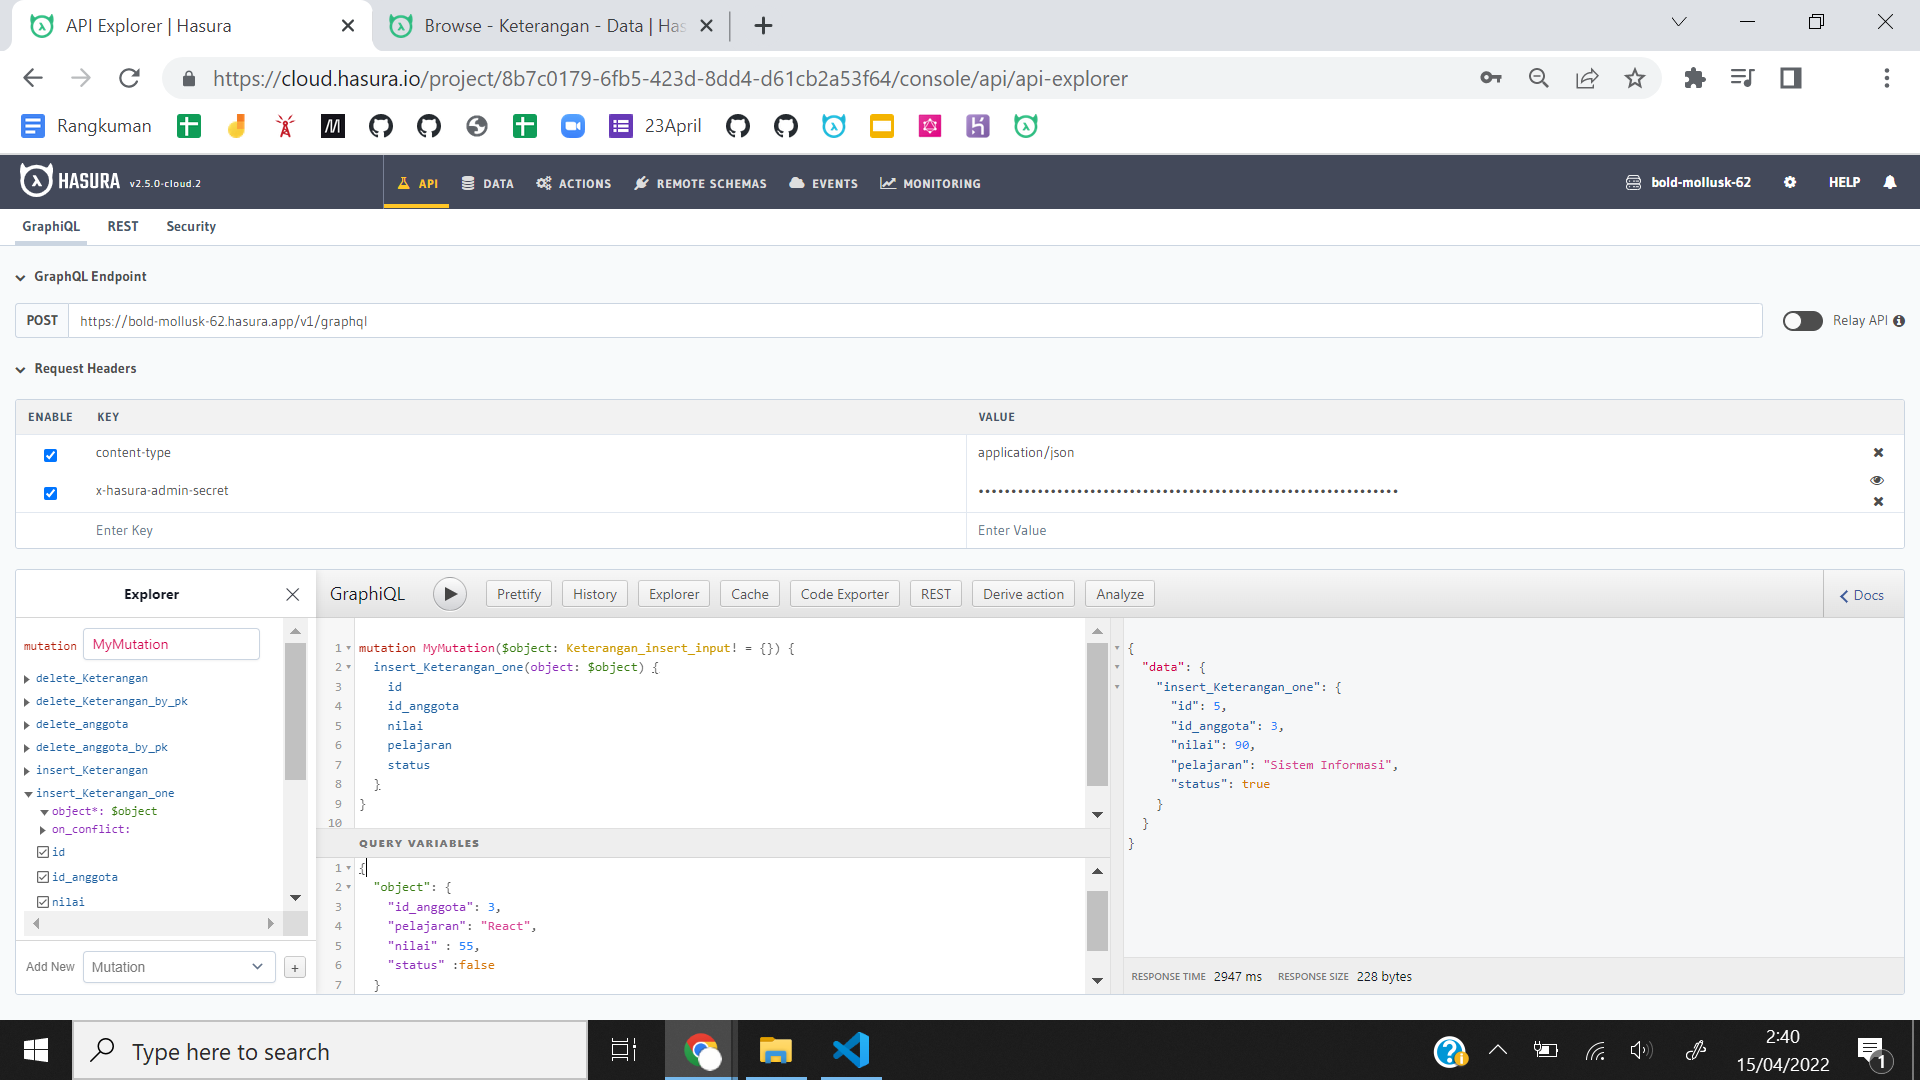 API Explorer | Hasura
Browse - Keterangan - Data | Has
https://cloud.hasura.io/project/8b7c0179-6fb5-423d-8dd4-d61cb2a53f64/console/api/api-explorer
Rangkuman
23April
HASURA v2.5.0-cloud.2
API
DATA
ACTIONS
REMOTE SCHEMAS
EVENTS
MONITORING
bold-mollusk-62
HELP
GraphiQL
REST
Security
GraphQL Endpoint
POST
https://bold-mollusk-62.hasura.app/v1/graphql
Relay API
Request Headers
ENABLE KEY VALUE
content-type application/json
x-hasura-admin-secret ••••••••••••••••••••••••••••••••••••••••••••••••••••••••••••••••
Enter Key Enter Value
Explorer
GraphiQL
Prettify
History
Explorer
Cache
Code Exporter
REST
Derive action
Analyze
Docs
mutation MyMutation
delete_Keterangan
delete_Keterangan_by_pk
delete_anggota
delete_anggota_by_pk
insert_Keterangan
insert_Keterangan_one
object*: $object
on_conflict:
id
id_anggota
nilai
Add New Mutation +
1 mutation MyMutation($object: Keterangan_insert_input! = {}) {
2 insert_Keterangan_one(object: $object) {
3 id
4 id_anggota
5 nilai
6 pelajaran
7 status
8 }
9 }
10
QUERY VARIABLES
1 {
2 "object": {
3 "id_anggota": 3,
4 "pelajaran": "React",
5 "nilai" : 55,
6 "status" :false
7 }
{
"data": {
"insert_Keterangan_one": {
"id": 5,
"id_anggota": 3,
"nilai": 90,
"pelajaran": "Sistem Informasi",
"status": true
}
}
}
RESPONSE TIME 2947 ms RESPONSE SIZE 228 bytes
Type here to search
2:40
15/04/2022
1